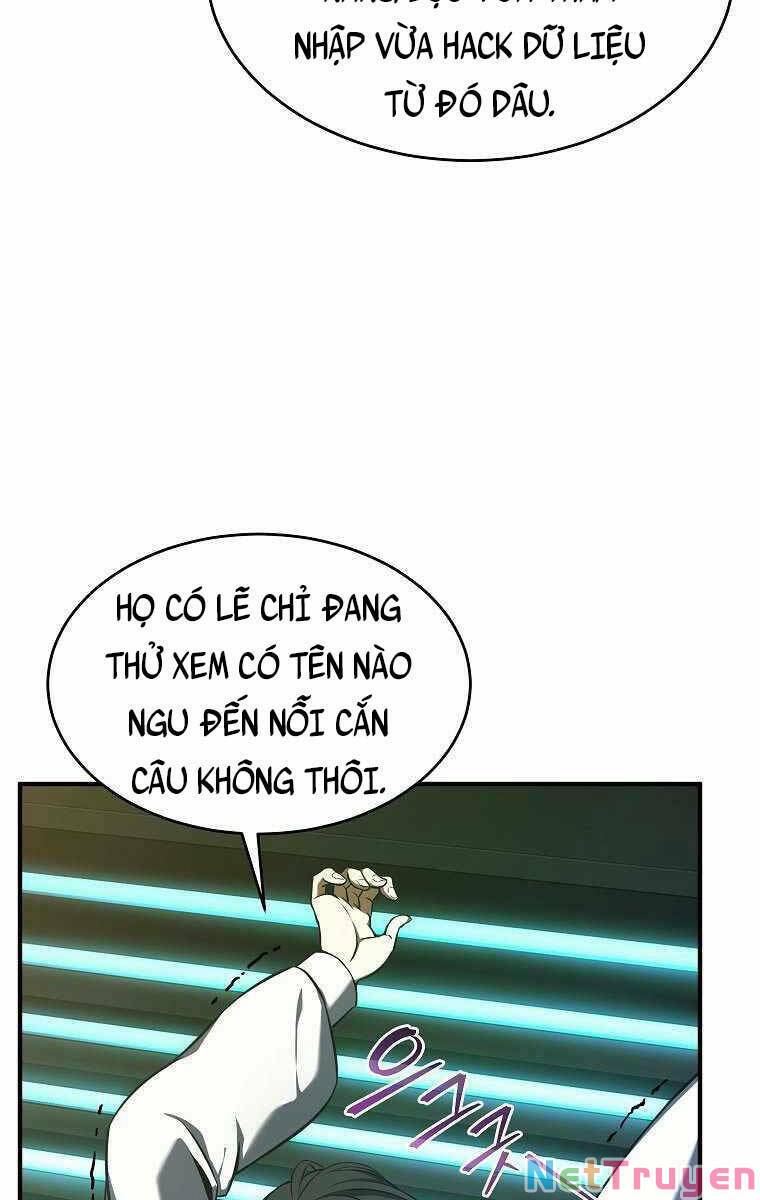 NHẬP VỪA HACK DỮ LIỆU
TỪ ĐÓ DÂU.
HỌ CÓ LẼ CHỈ ĐANG
THỬ XEM CÓ TÊN NÀO
NGU ĐẾN NỖI CẮN
CÂU KHÔNG THÔI.
NetTruyen